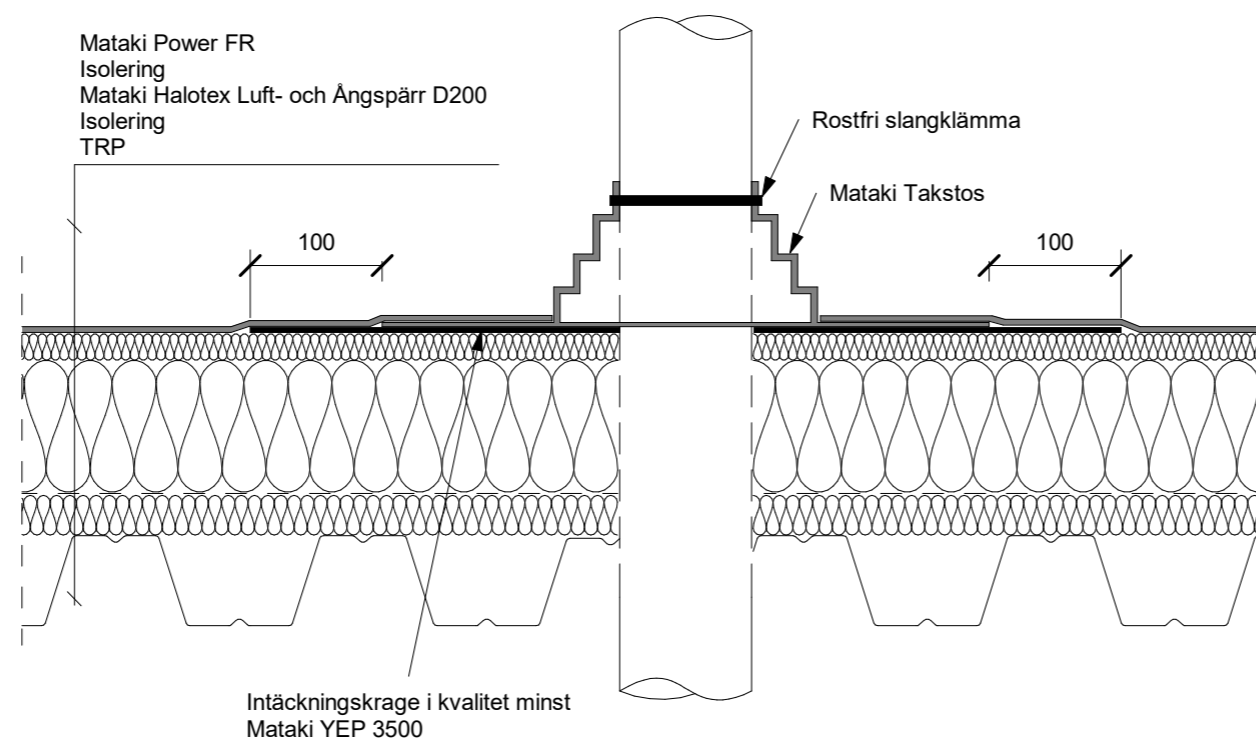 Mataki Power FR
Isolering
Mataki Halotex Luft- och Ångspärr D200
Isolering
TRP
Rostfri slangklämma
Mataki Takstos
100
100
Intäckningskrage i kvalitet minst
Mataki YEP 3500